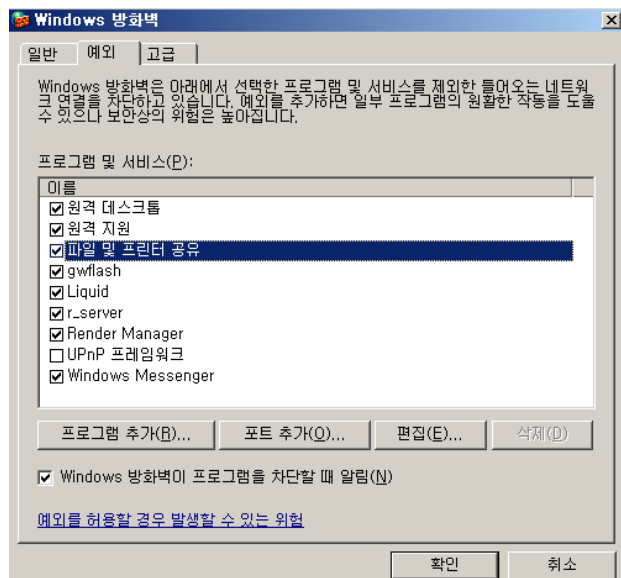 Windows 방화벽
일반 예외 고급
Windows 방화벽은 아래에서 선택한 프로그램 및 서비스를 제외한 들어오는 네트워
크 연결을 차단하고 있습니다. 예외를 추가하면 일부 프로그램의 원활한 작동을 도울
수 있으나 보안상의 위험은 높아집니다.
프로그램 및 서비스(P):
이름
원격 데스크톱
원격 지원
파일 및 프린터 공유
gwflash
Liquid
r_server
Render Manager
UPnP 프레임워크
Windows Messenger
프로그램 추가(R)... 포트 추가(O)... 편집(E)... 삭제(D)
Windows 방화벽이 프로그램을 차단할 때 알림(N)
예외를 허용할 경우 발생할 수 있는 위험
확인 취소